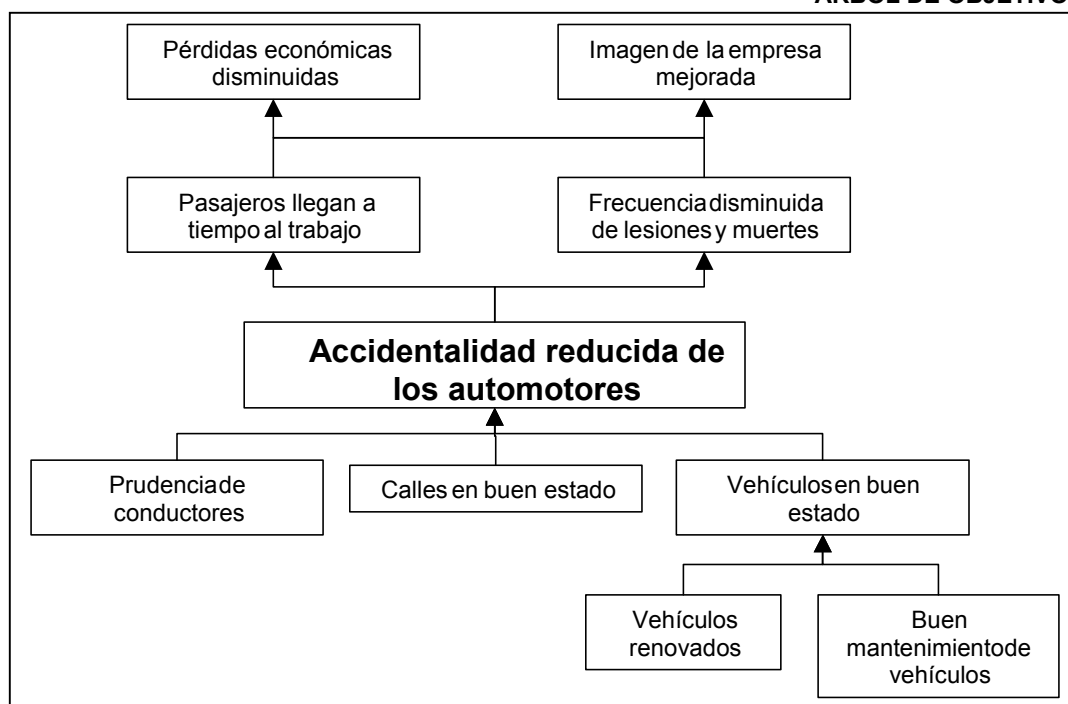 Pérdidas económicas
disminuidas
Imagen de la empresa
mejorada
Pasajeros llegan a
tiempo al trabajo
Frecuencia disminuida
de lesiones y muertes
Accidentalidad reducida de
los automotores
Prudencia de
conductores
Calles en buen estado
Vehículos en buen
estado
Vehículos
renovados
Buen
mantenimiento de
vehículos